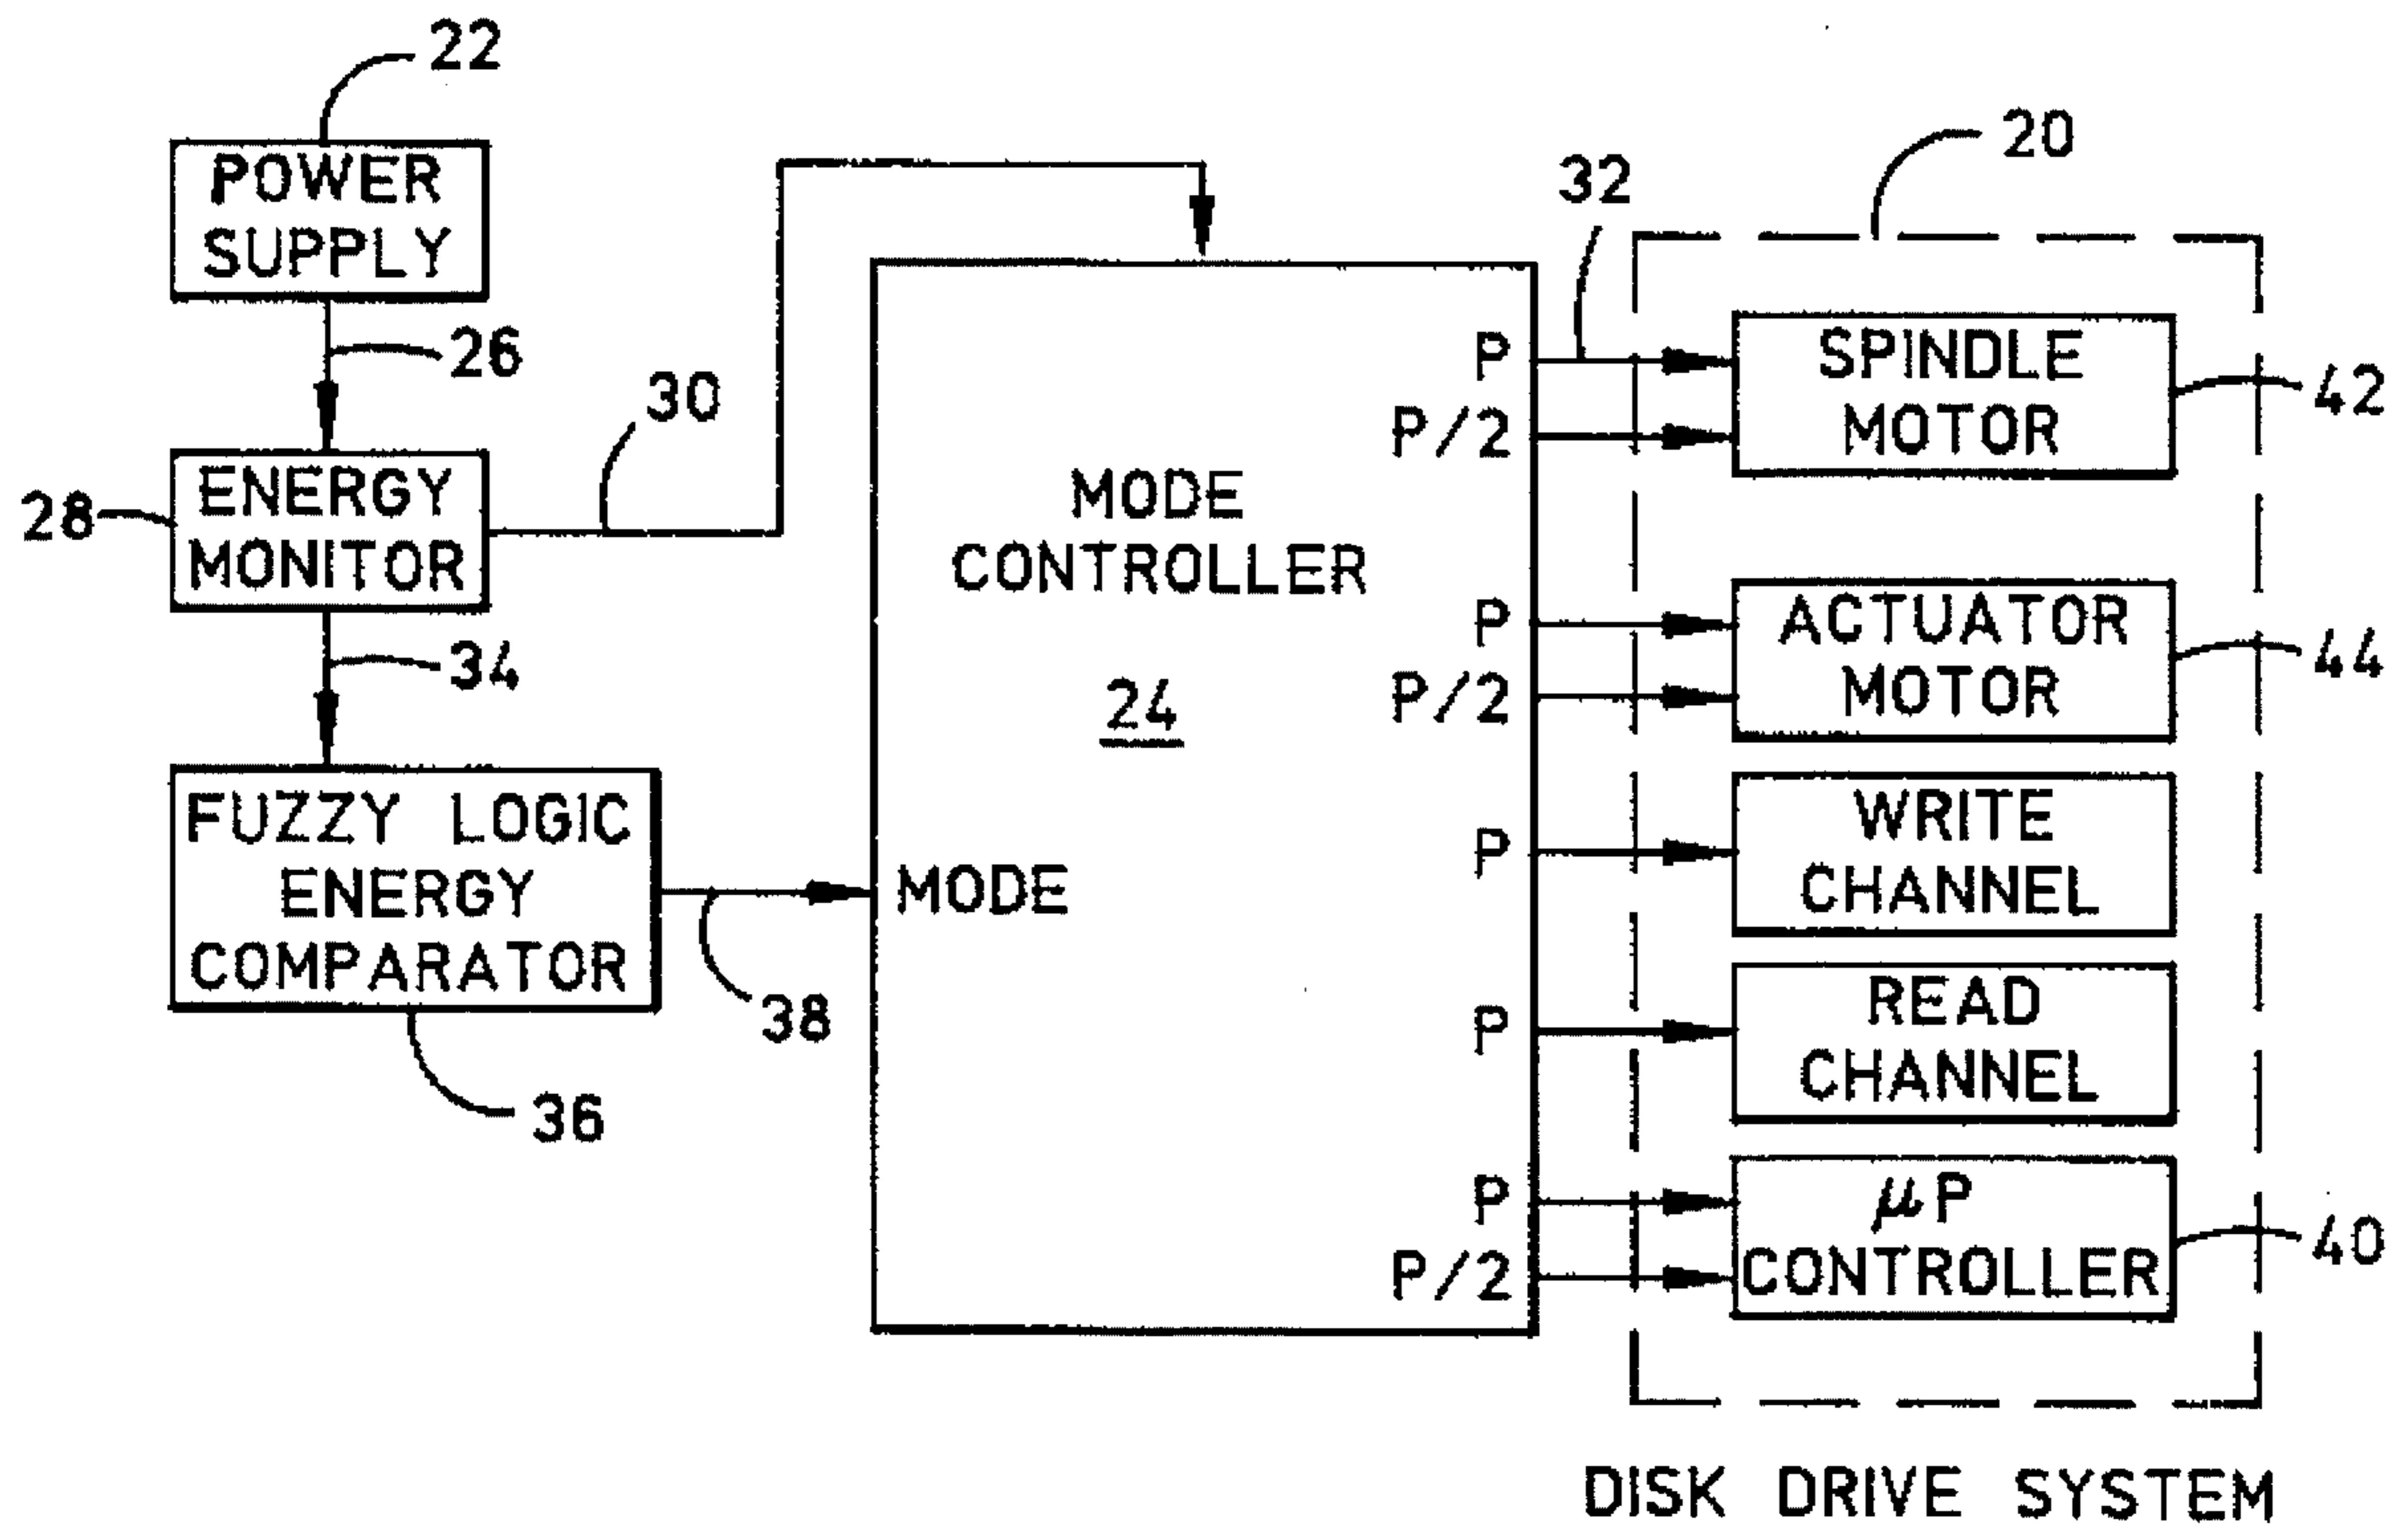 22
POWER
SUPPLY
26
28
ENERGY
MONITOR
30
34
FUZZY LOGIC
ENERGY
COMPARATOR
36
38
MODE
CONTROLLER
24
MODE
P
P/2
P
P/2
P
P
P
P/2
32
20
SPINDLE
MOTOR
42
ACTUATOR
MOTOR
44
WRITE
CHANNEL
READ
CHANNEL
μP
CONTROLLER
40
DISK DRIVE SYSTEM